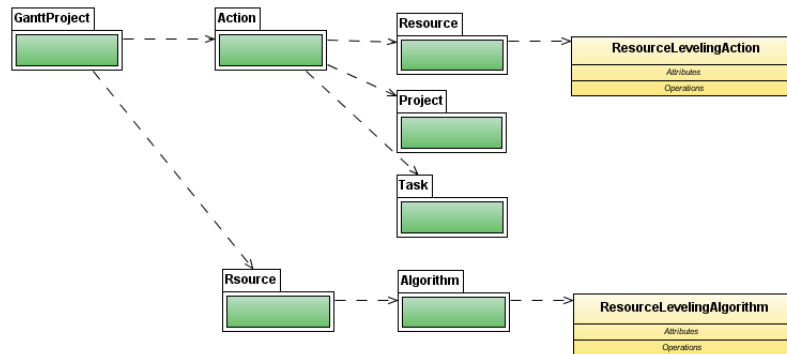 GanttProject
Action
Resource
ResourceLevelingAction
Attributes
Operations
Project
Task
Rsource
Algorithm
ResourceLevelingAlgorithm
Attributes
Operations